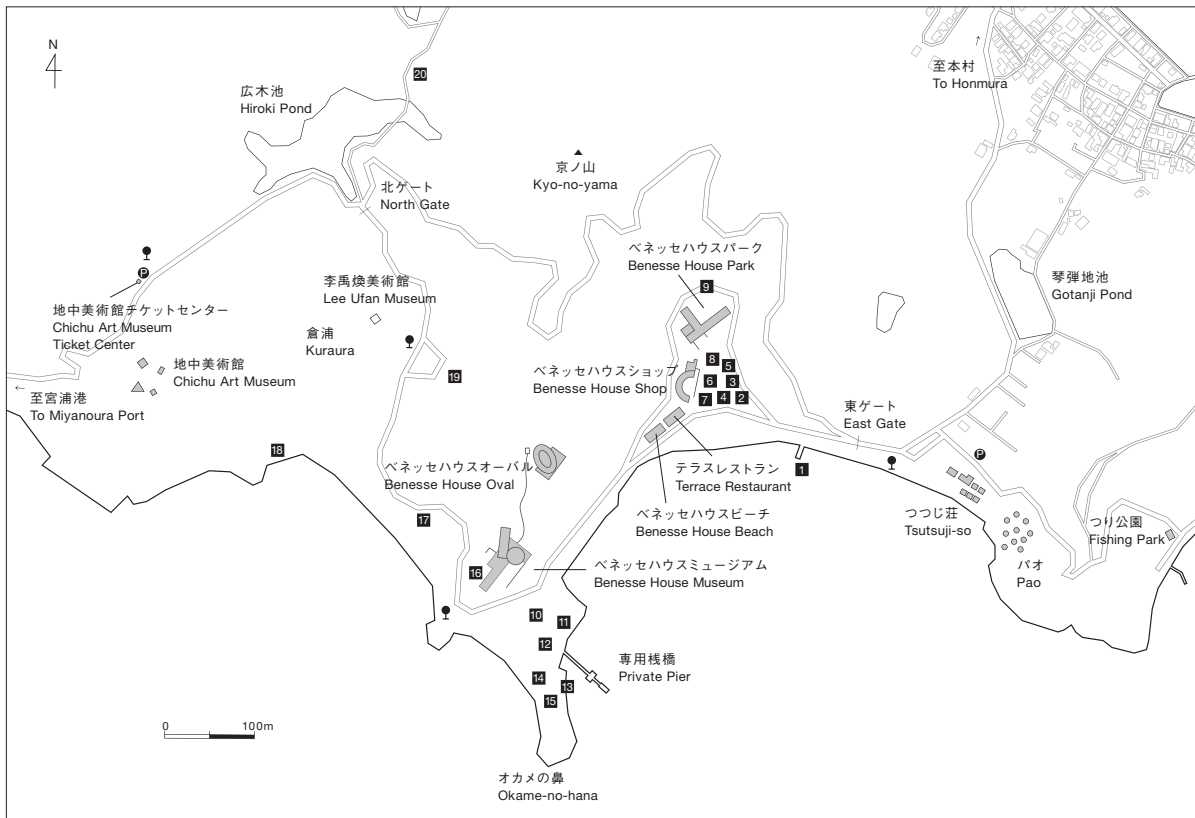 N
20
広木池
Hiroki Pond
至本村
To Honmura
京ノ山
Kyo-no-yama
北ゲート
North Gate
ベネッセハウスパーク
Benesse House Park
李禹煥美術館
Lee Ufan Museum
琴弾地池
Gotanji Pond
P
地中美術館チケットセンター
Chichu Art Museum
Ticket Center
倉浦
Kuraura
9
地中美術館
Chichu Art Museum
ベネッセハウスショップ
Benesse House Shop
8
5
6
3
7
4
2
19
至宮浦港
To Miyanoura Port
東ゲート
East Gate
18
ベネッセハウスオーバル
Benesse House Oval
テラスレストラン
Terrace Restaurant
1
P
ベネッセハウスビーチ
Benesse House Beach
つつじ荘
Tsutsuji-so
つり公園
Fishing Park
17
パオ
Pao
16
ベネッセハウスミュージアム
Benesse House Museum
10
11
12
専用桟橋
Private Pier
14
13
15
0
100m
オカメの鼻
Okame-no-hana